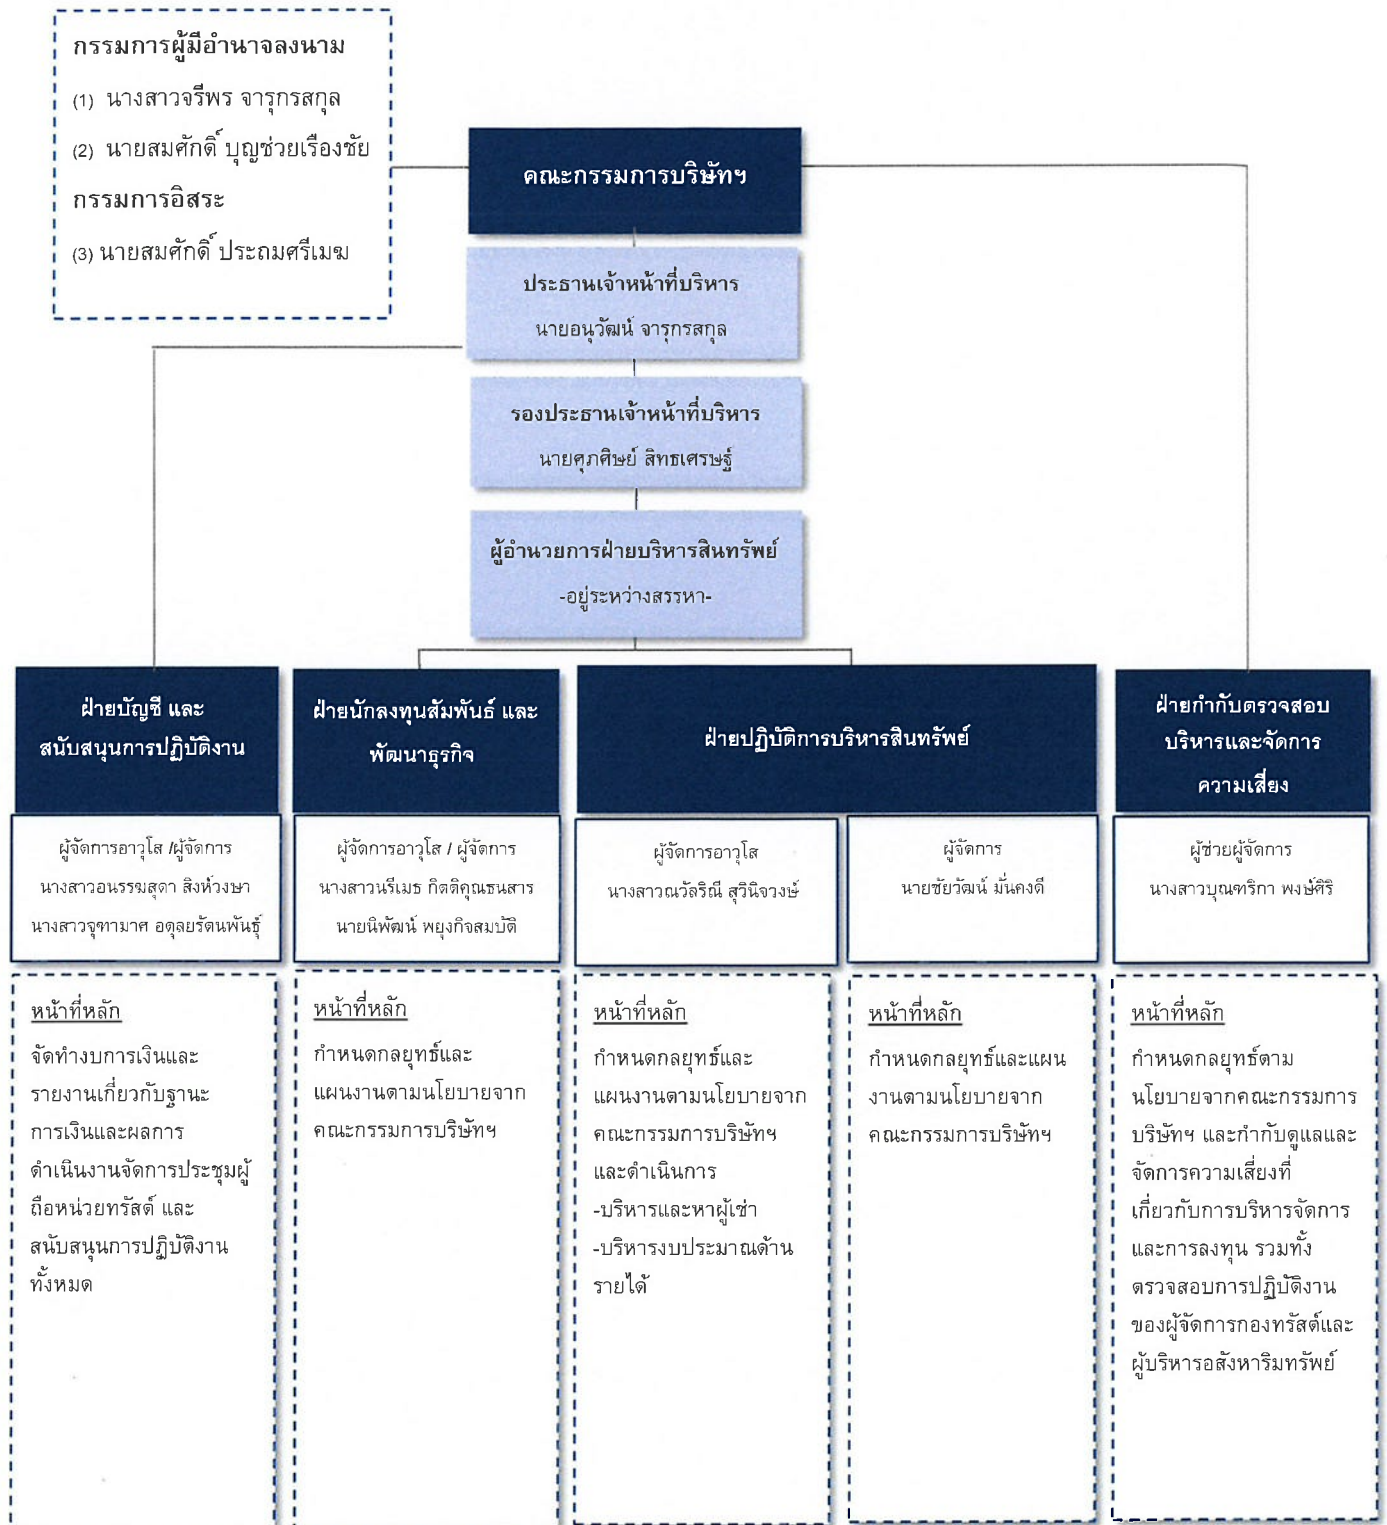 กรรมการผู้มีอำนาจลงนาม
(1) นางสาวจรีพร จารุกรสกุล
(2) นายสมศักดิ์ บุญช่วยเรืองชัย
กรรมการอิสระ
(3) นายสมศักดิ์ ประถมศรีเมฆ
คณะกรรมการบริษัทฯ
ประธานเจ้าหน้าที่บริหาร
นายอนุวัฒน์ จารุกรสกุล
รองประธานเจ้าหน้าที่บริหาร
นายศุภศิษย์ สิทธเศรษฐ์
ผู้อำนวยการฝ่ายบริหารสินทรัพย์
-อยู่ระหว่างสรรหา-
ฝ่ายบัญชี และ
สนับสนุนการปฏิบัติงาน
ผู้จัดการอาวุโส /ผู้จัดการ
นางสาวอนรรฆสุดา สิงห์วงษา
นางสาวจุฑามาศ อดุลยรัตนพันธุ์
หน้าที่หลัก
จัดทำงบการเงินและ
รายงานเกี่ยวกับฐานะ
การเงินและผลการ
ดำเนินงานจัดการประชุมผู้
ถือหน่วยทรัสต์ และ
สนับสนุนการปฏิบัติงาน
ทั้งหมด
ฝ่ายนักลงทุนสัมพันธ์ และ
พัฒนาธุรกิจ
ผู้จัดการอาวุโส / ผู้จัดการ
นางสาวนรีเมธ กิตติคุณธนสาร
นายนิพัฒน์ พยุงกิจสมบัติ
หน้าที่หลัก
กำหนดกลยุทธ์และ
แผนงานตามนโยบายจาก
คณะกรรมการบริษัทฯ
ฝ่ายปฏิบัติการบริหารสินทรัพย์
ผู้จัดการอาวุโส
นางสาวณวัลริณี สุวินิจวงษ์
หน้าที่หลัก
กำหนดกลยุทธ์และ
แผนงานตามนโยบายจาก
คณะกรรมการบริษัทฯ
และดำเนินการ
-บริหารและหาผู้เช่า
-บริหารงบประมาณด้าน
รายได้
ผู้จัดการ
นายชัยวัฒน์ มั่นคงดี
หน้าที่หลัก
กำหนดกลยุทธ์และแผน
งานตามนโยบายจาก
คณะกรรมการบริษัทฯ
ฝ่ายกำกับตรวจสอบ
บริหารและจัดการ
ความเสี่ยง
ผู้ช่วยผู้จัดการ
นางสาวบุณฑริกา พงษ์ศิริ
หน้าที่หลัก
กำหนดกลยุทธ์ตาม
นโยบายจากคณะกรรมการ
บริษัทฯ และกำกับดูแลและ
จัดการความเสี่ยงที่
เกี่ยวกับการบริหารจัดการ
และการลงทุน รวมทั้ง
ตรวจสอบการปฏิบัติงาน
ของผู้จัดการกองทรัสต์และ
ผู้บริหารอสังหาริมทรัพย์